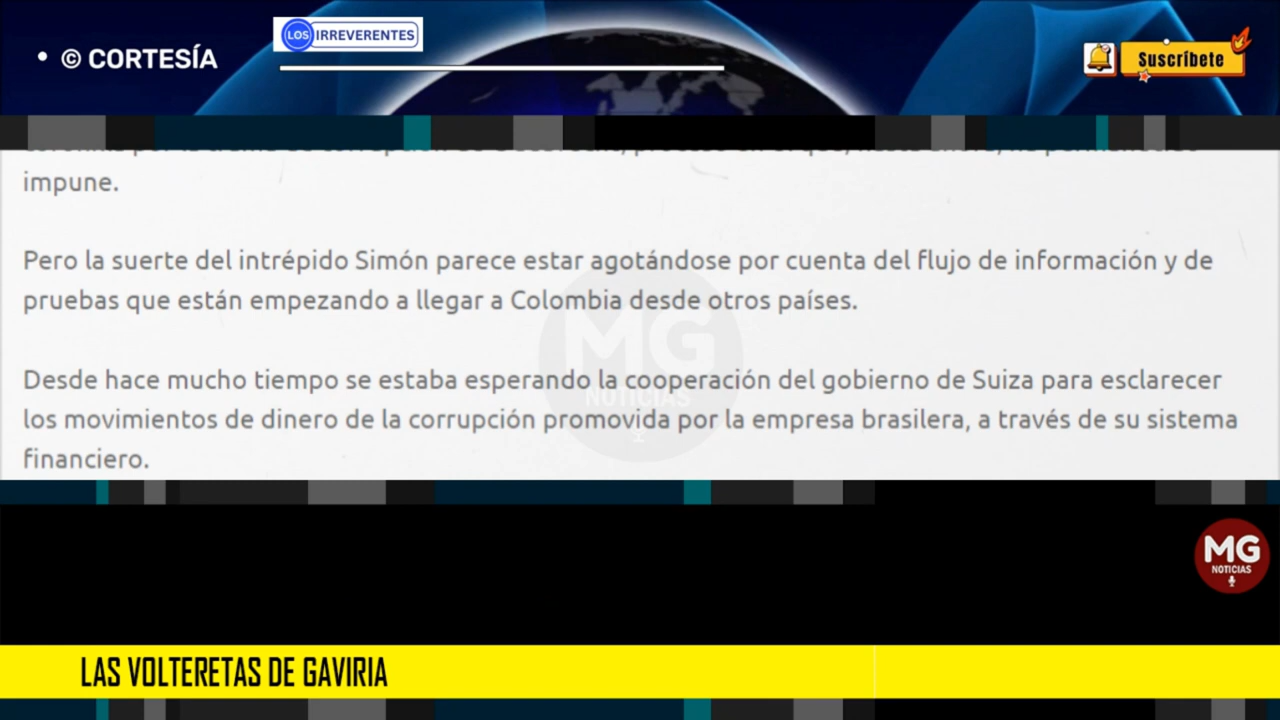 • © CORTESÍA
LOS IRREVERENTES
Suscríbete
impune.
Pero la suerte del intrépido Simón parece estar agotándose por cuenta del flujo de información y de
pruebas que están empezando a llegar a Colombia desde otros países.
Desde hace mucho tiempo se estaba esperando la cooperación del gobierno de Suiza para esclarecer
los movimientos de dinero de la corrupción promovida por la empresa brasilera, a través de su sistema
financiero.
MG
NOTICIAS
MG
NOTICIAS
LAS VOLTERETAS DE GAVIRIA